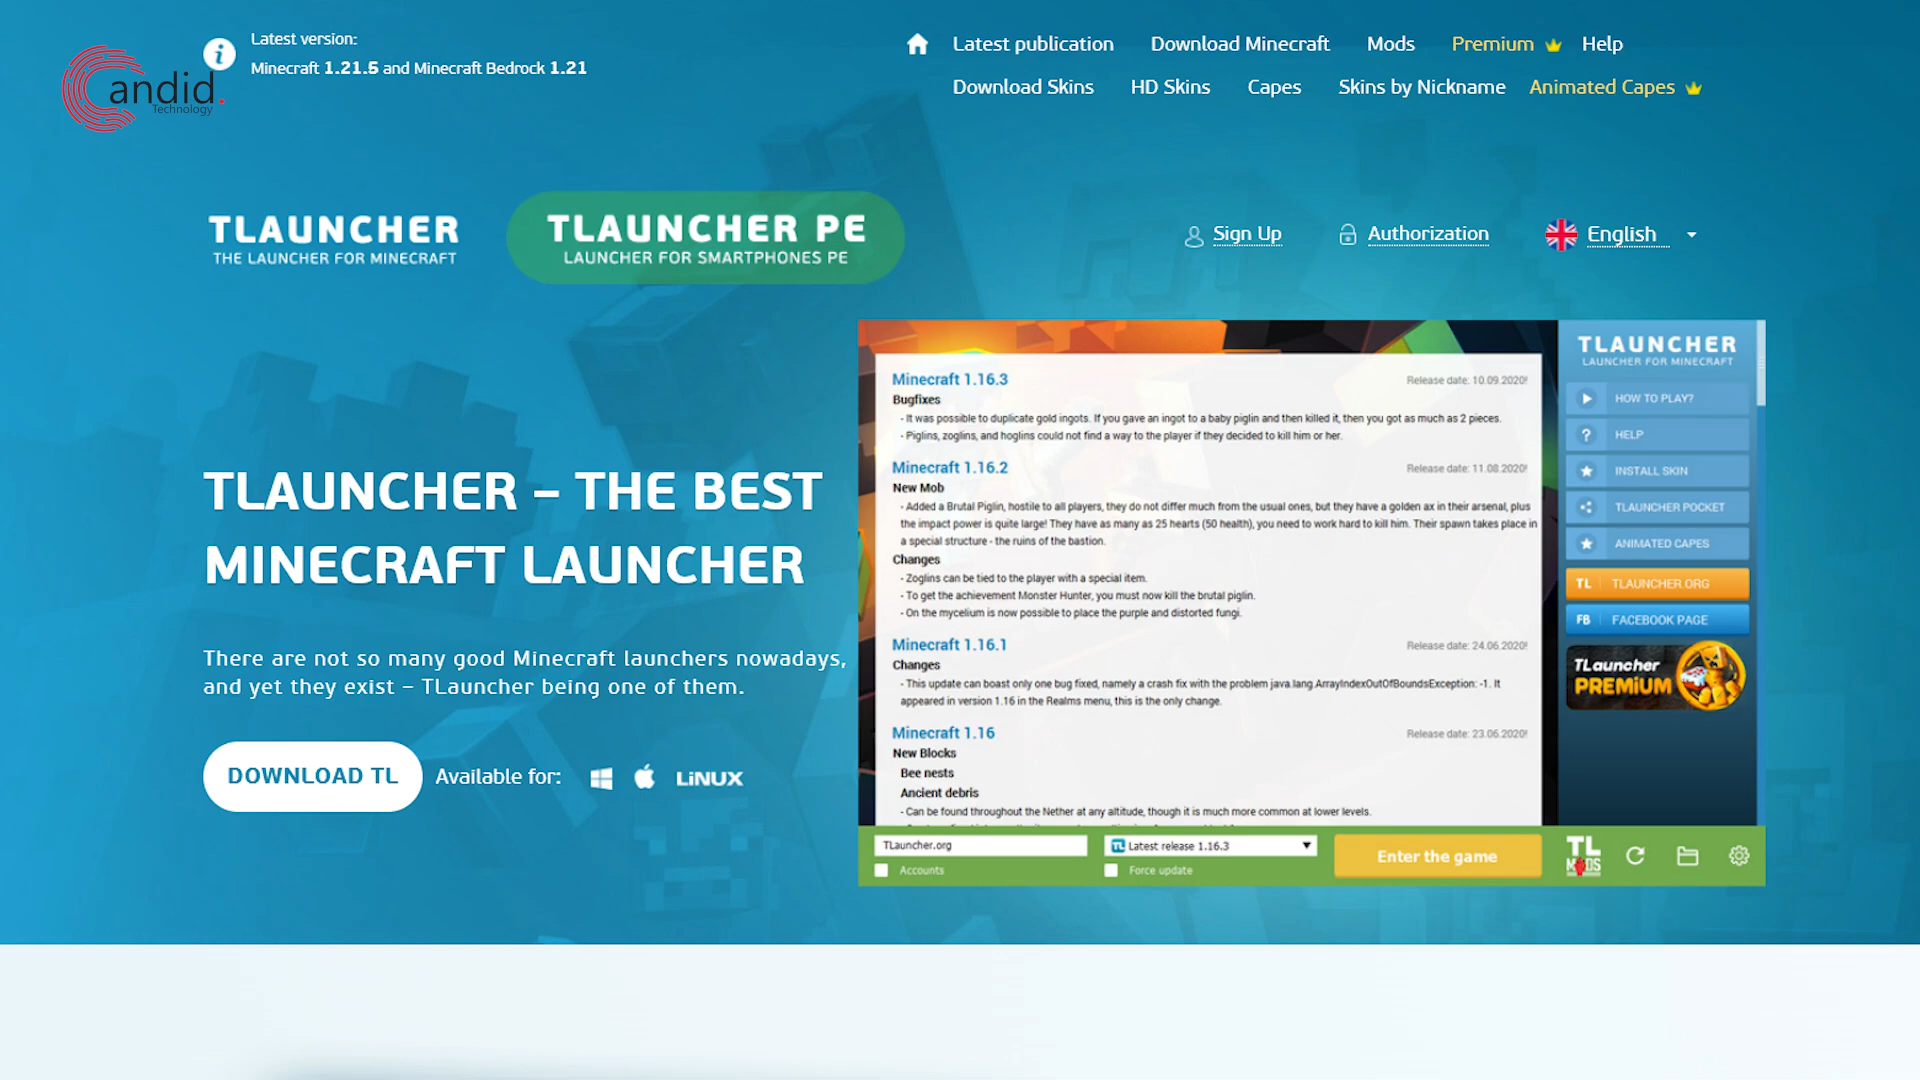 Latest version:
Minecraft 1.21.5 and Minecraft Bedrock 1.21
Candid.
Technology
Latest publication Download Minecraft Mods Premium Help
Download Skins HD Skins Capes Skins by Nickname Animated Capes
TLAUNCHER
THE LAUNCHER FOR MINECRAFT
TLAUNCHER PE
LAUNCHER FOR SMARTPHONES PE
Sign Up Authorization English
TLAUNCHER – THE BEST
MINECRAFT LAUNCHER
There are not so many good Minecraft launchers nowadays,
and yet they exist – TLauncher being one of them.
DOWNLOAD TL Available for: LiNUX
Minecraft 1.16.3 Release date: 10.09.2020!
Bugfixes
- It was possible to duplicate gold ingots. If you gave an ingot to a baby piglin and then killed it, then you got as much as 2 pieces.
- Piglins, zoglins, and hoglins could not find a way to the player if they decided to kill him or her.
Minecraft 1.16.2 Release date: 11.08.2020!
New Mob
- Added a Brutal Piglin, hostile to all players, they do not differ much from the usual ones, but they have a golden ax in their arsenal, plus
the impact power is quite large! They have as many as 25 hearts (50 health), you need to work hard to kill him. Their spawn takes place in
a special structure - the ruins of the bastion.
Changes
- Zoglins can be tied to the player with a special item.
- To get the achievement Monster Hunter, you must now kill the brutal piglin.
- On the mycelium is now possible to place the purple and distorted fungi.
Minecraft 1.16.1 Release date: 24.06.2020!
Changes
- This update can boast only one bug fixed, namely a crash fix with the problem java.lang.ArrayIndexOutOfBoundsException: -1. It
appeared in version 1.16 in the Realms menu, this is the only change.
Minecraft 1.16 Release date: 23.06.2020!
New Blocks
Bee nests
Ancient debris
- Can be found throughout the Nether at any altitude, though it is much more common at lower levels.
TLAUNCHER
LAUNCHER FOR MINECRAFT
HOW TO PLAY?
HELP
INSTALL SKIN
TLAUNCHER POCKET
ANIMATED CAPES
TL TLAUNCHER.ORG
FB FACEBOOK PAGE
TLauncher
PREMiUM
TLauncher.org
Accounts
TL Latest release 1.16.3
Force update
Enter the game
TL
MODS